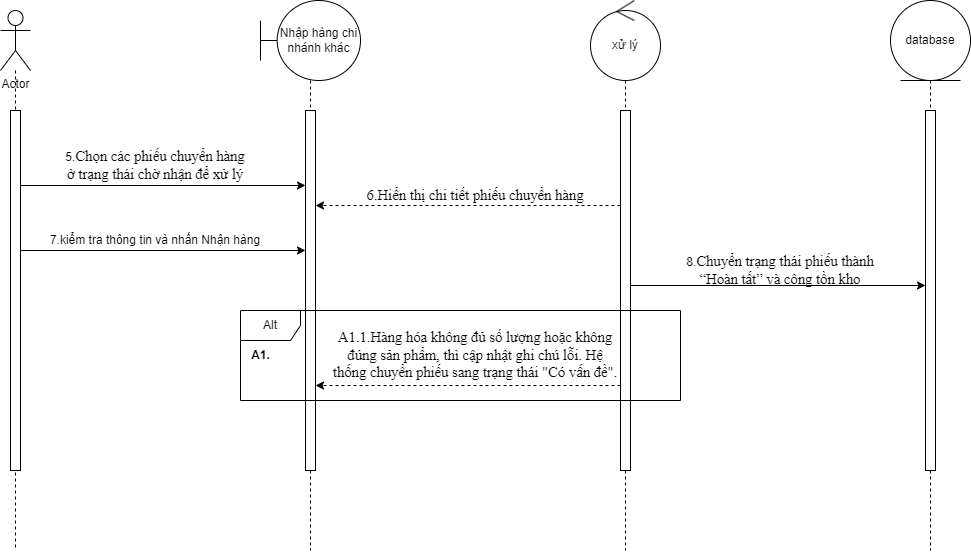 Actor
Nhập hàng chi
nhánh khác
xử lý
database
5.Chọn các phiếu chuyển hàng
ở trạng thái chờ nhận để xử lý
6.Hiển thị chi tiết phiếu chuyển hàng
7.kiểm tra thông tin và nhấn Nhận hàng
8.Chuyển trạng thái phiếu thành
“Hoàn tất” và cộng tồn kho
Alt
A1.
A1.1.Hàng hóa không đủ số lượng hoặc không
đúng sản phẩm, thì cập nhật ghi chú lỗi. Hệ
thống chuyển phiếu sang trạng thái "Có vấn đề".